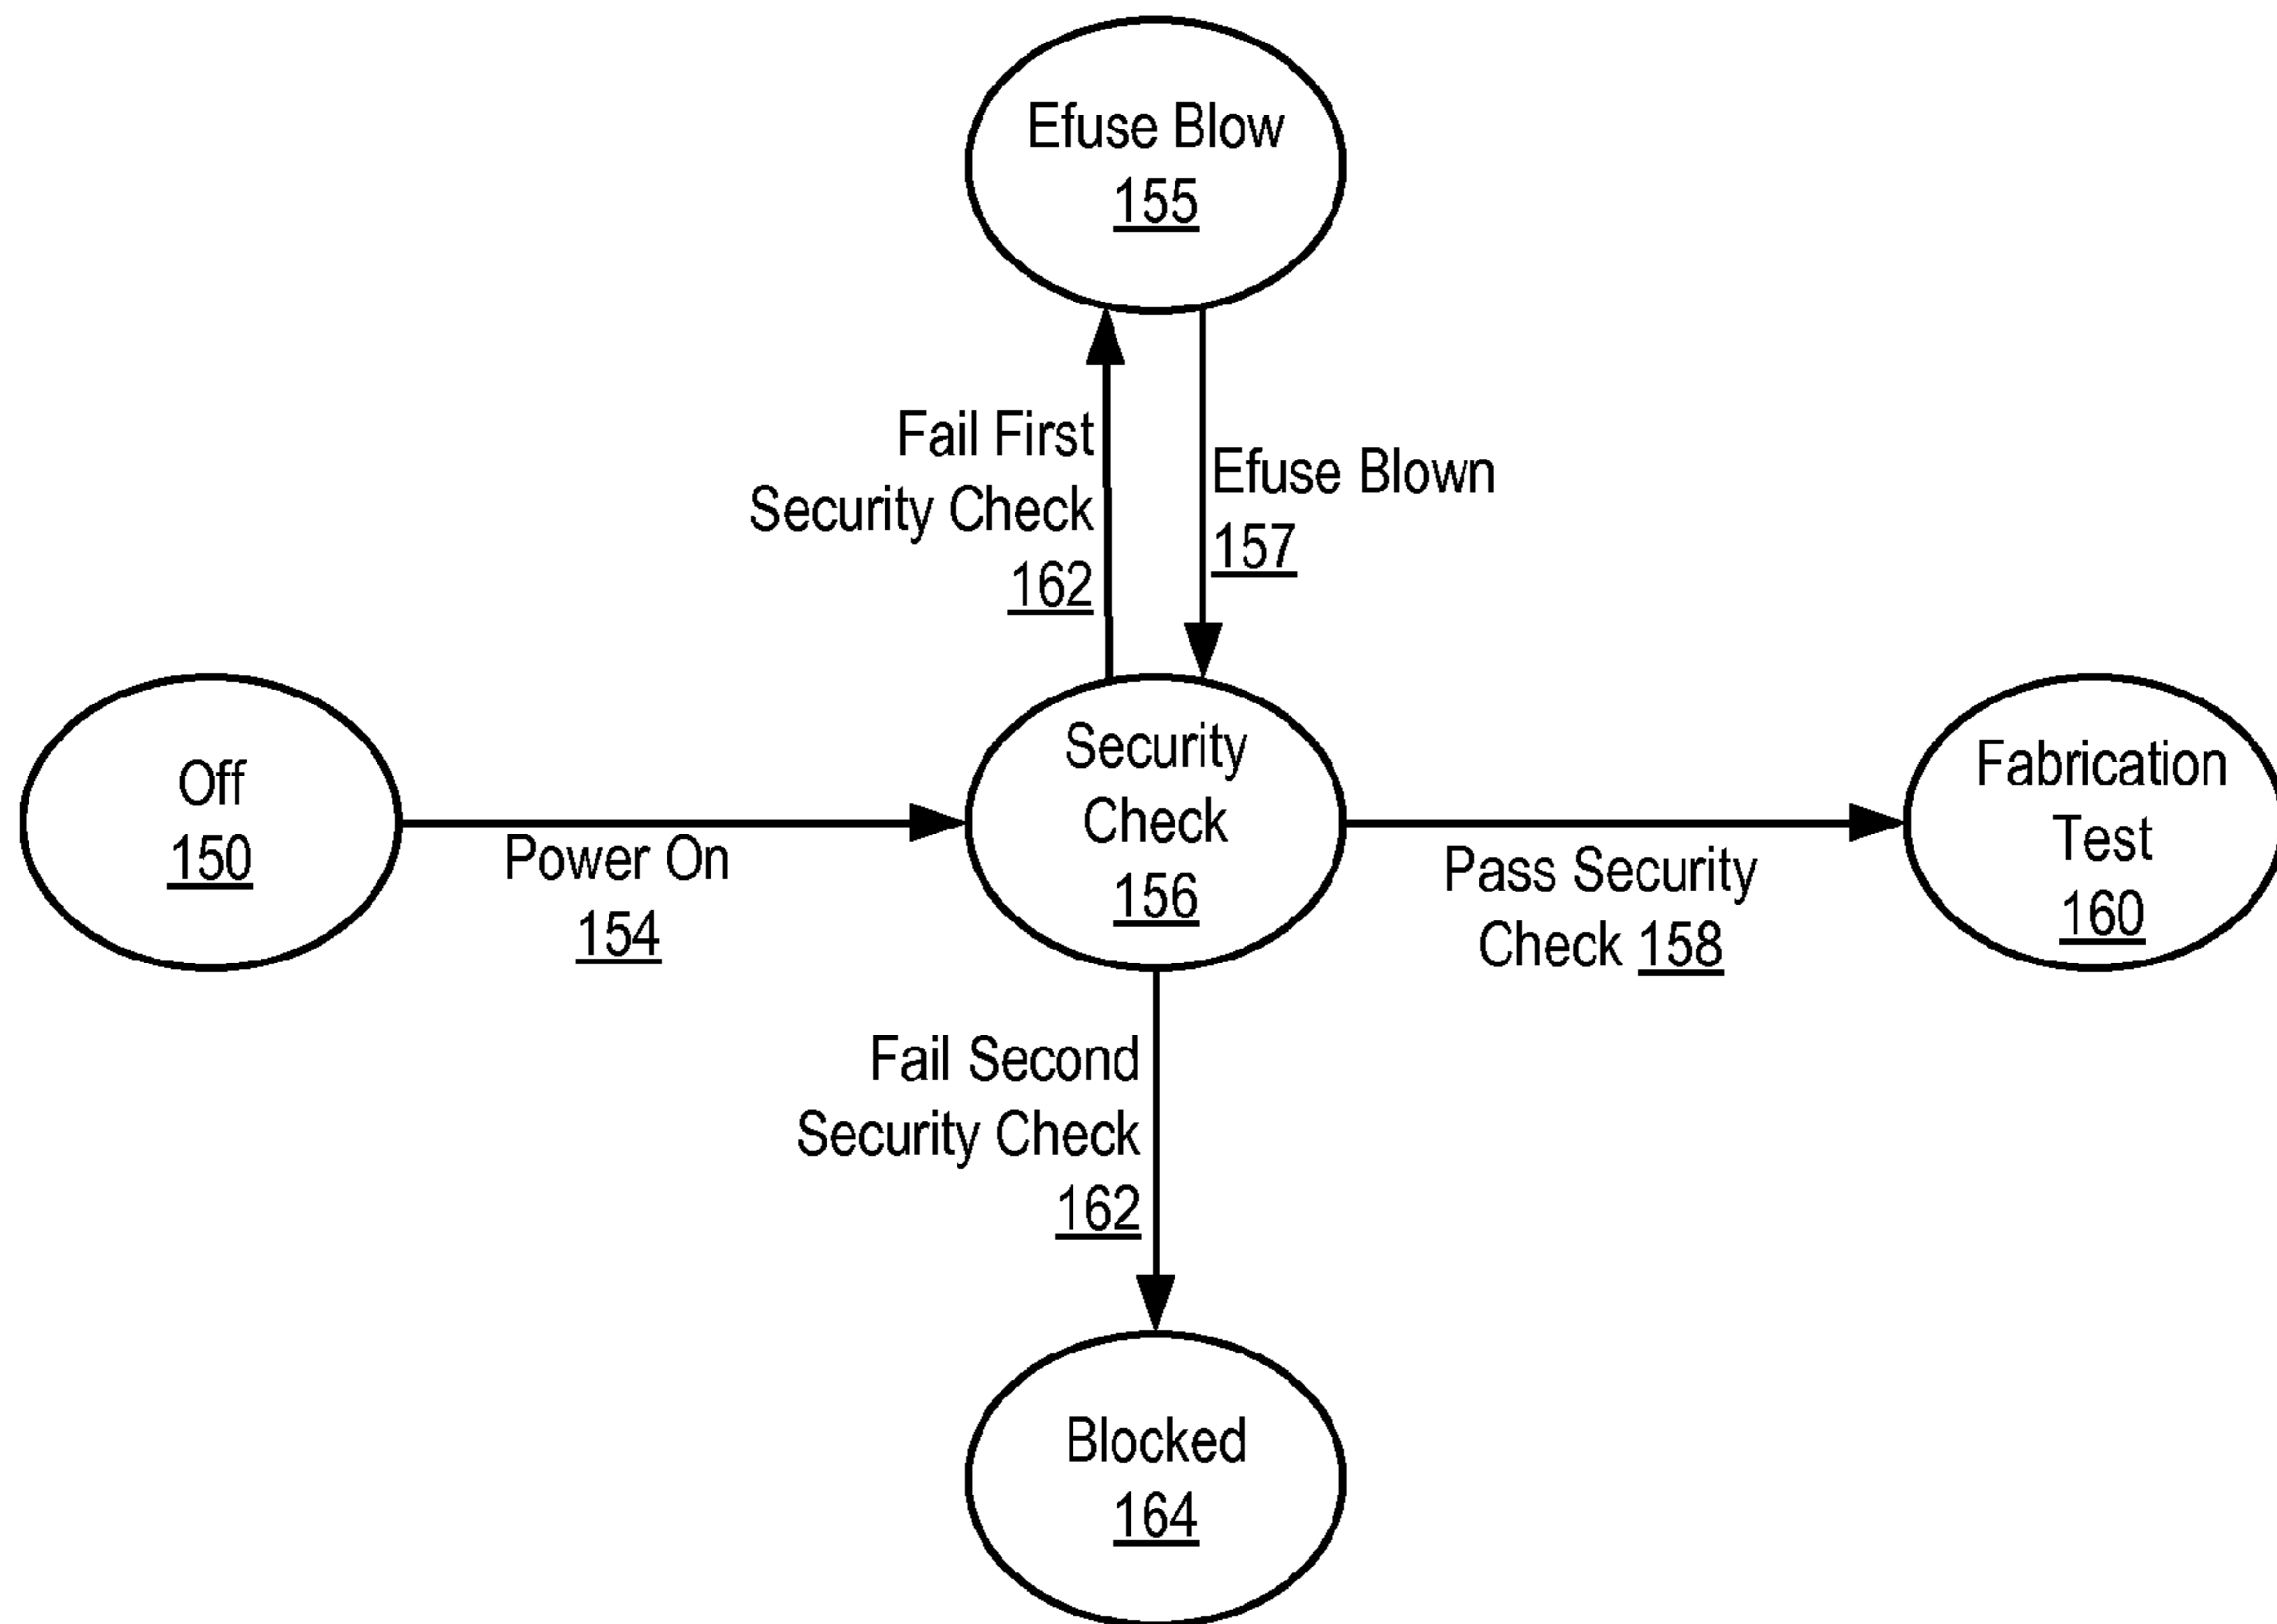 Efuse Blow
155
Fail First
Security Check
162
Efuse Blown
157
Off
150
Power On
154
Security
Check
156
Pass Security
Check 158
Fabrication
Test
160
Fail Second
Security Check
162
Blocked
164